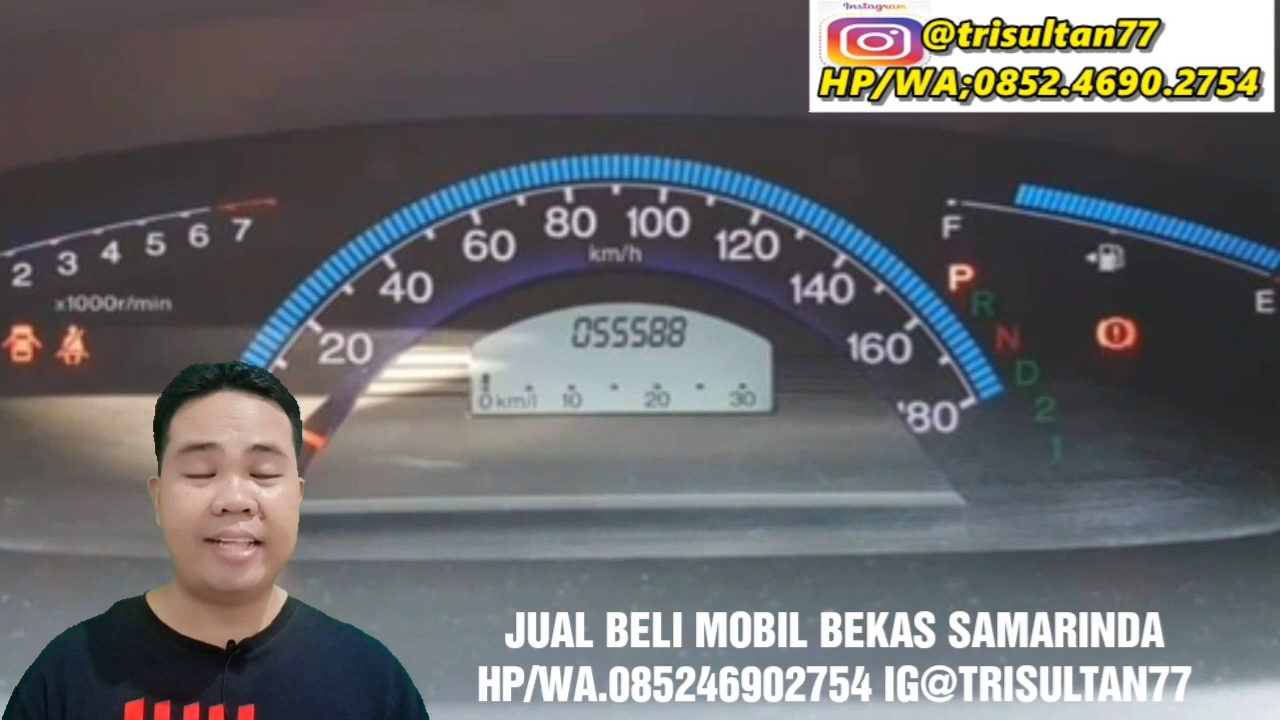 Instagram
@trisultan77
HP/WA;0852.4690.2754
2 3 4 5 6 7
x1000r/min
20 40 60 80 100 120 140 160 180
km/h
055588
0 km/l 10 20 30
F
E
P
R
N
D
2
1
JUAL BELI MOBIL BEKAS SAMARINDA
HP/WA.085246902754 IG@TRISULTAN77